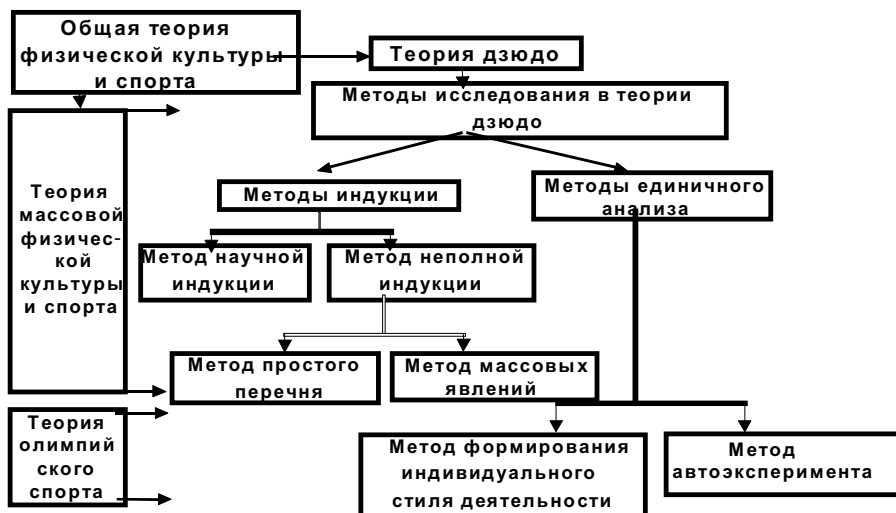 Общая теория
физической культуры
и спорта
Теория дзюдо
Методы исследования в теории
дзюдо
Теория
массовой
физичес-
кой
культуры
и спорта
Методы индукции
Методы единичного
анализа
Метод научной
индукции
Метод неполной
индукции
Метод простого
перечня
Метод массовых
явлений
Теория
олимпий
ского
спорта
Метод формирования
индивидуального
стиля деятельности
Метод
автоэксперимента